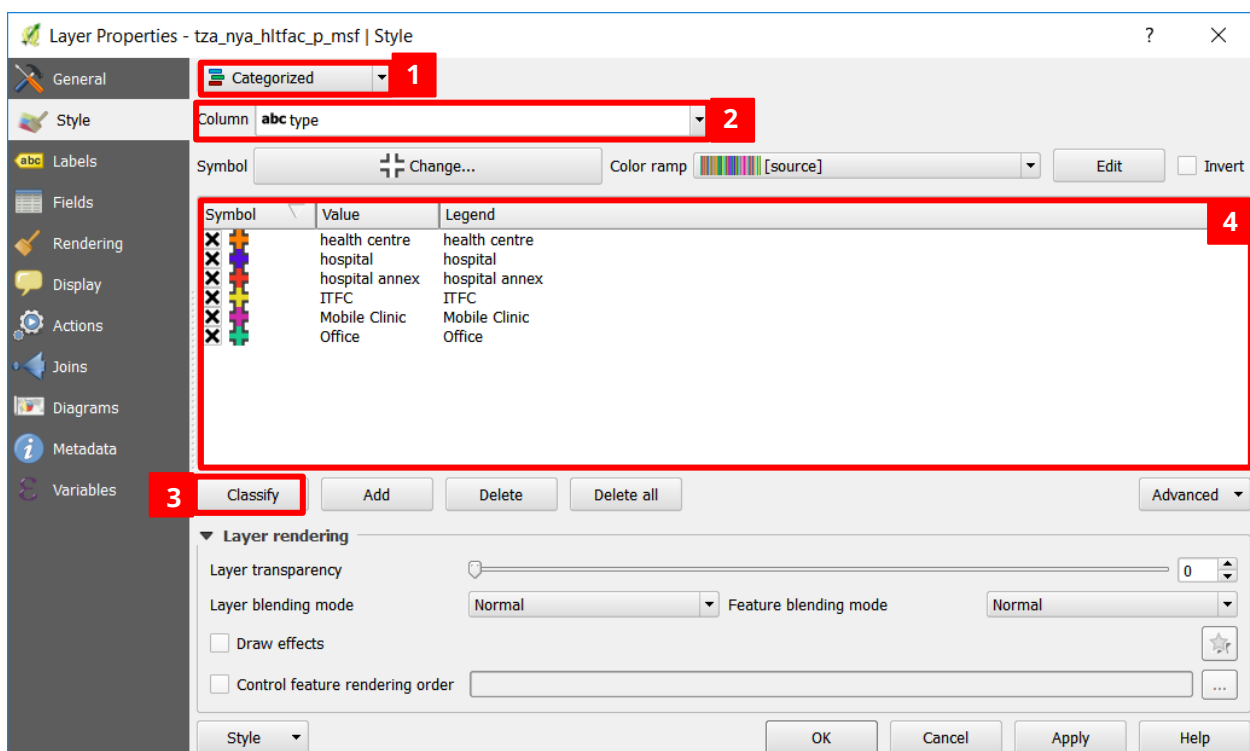 Layer Properties - tza_nya_hltfac_p_msf | Style ?
General
Style
abc Labels
Fields
Rendering
Display
Actions
Joins
Diagrams
Metadata
Variables
Categorized 1
Column abc type 2
Symbol Change... Color ramp [source] Edit Invert
Symbol Value Legend 4
health centre health centre
hospital hospital
hospital annex hospital annex
ITFC ITFC
Mobile Clinic Mobile Clinic
Office Office
3 Classify Add Delete Delete all Advanced
Layer rendering
Layer transparency 0
Layer blending mode Normal Feature blending mode Normal
Draw effects
Control feature rendering order ...
Style OK Cancel Apply Help